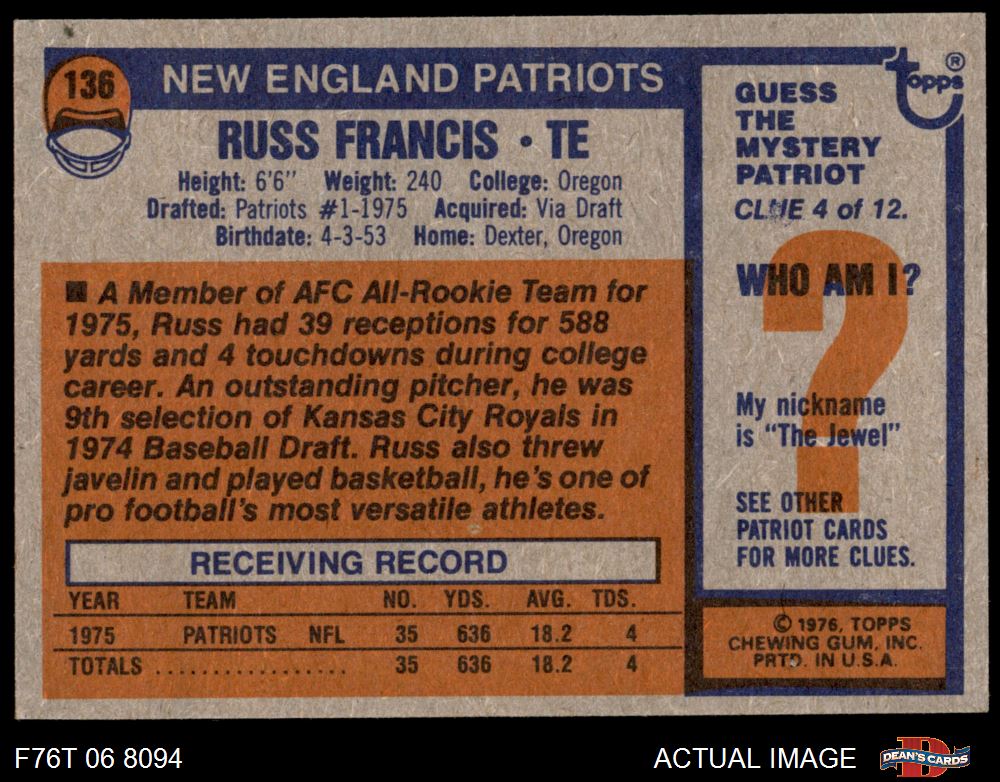 136
NEW ENGLAND PATRIOTS
RUSS FRANCIS • TE
Height: 6'6" Weight: 240 College: Oregon
Drafted: Patriots #1-1975 Acquired: Via Draft
Birthdate: 4-3-53 Home: Dexter, Oregon
■ A Member of AFC All-Rookie Team for
1975, Russ had 39 receptions for 588
yards and 4 touchdowns during college
career. An outstanding pitcher, he was
9th selection of Kansas City Royals in
1974 Baseball Draft. Russ also threw
javelin and played basketball, he's one of
pro football's most versatile athletes.
RECEIVING RECORD
YEAR TEAM NO. YDS. AVG. TDS.
1975 PATRIOTS NFL 35 636 18.2 4
TOTALS .................. 35 636 18.2 4
Topps®
GUESS
THE
MYSTERY
PATRIOT
CLUE 4 of 12.
WHO AM I?
?
My nickname
is "The Jewel"
SEE OTHER
PATRIOT CARDS
FOR MORE CLUES.
© 1976, TOPPS
CHEWING GUM, INC.
PRTD. IN U.S.A.
F76T 06 8094
ACTUAL IMAGE
D
DEAN'S CARDS